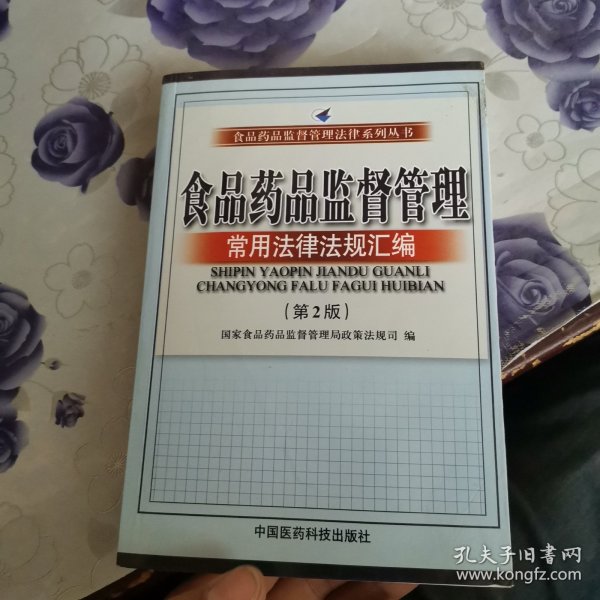 食品药品监督管理法律系列丛书
食品药品监督管理
常用法律法规汇编
SHIPIN YAOPIN JIANDU GUANLI
CHANGYONG FALU FAGUI HUIBIAN
(第2版)
国家食品药品监督管理局政策法规司 编
中国医药科技出版社
孔夫子旧书网
www.kongfz.com